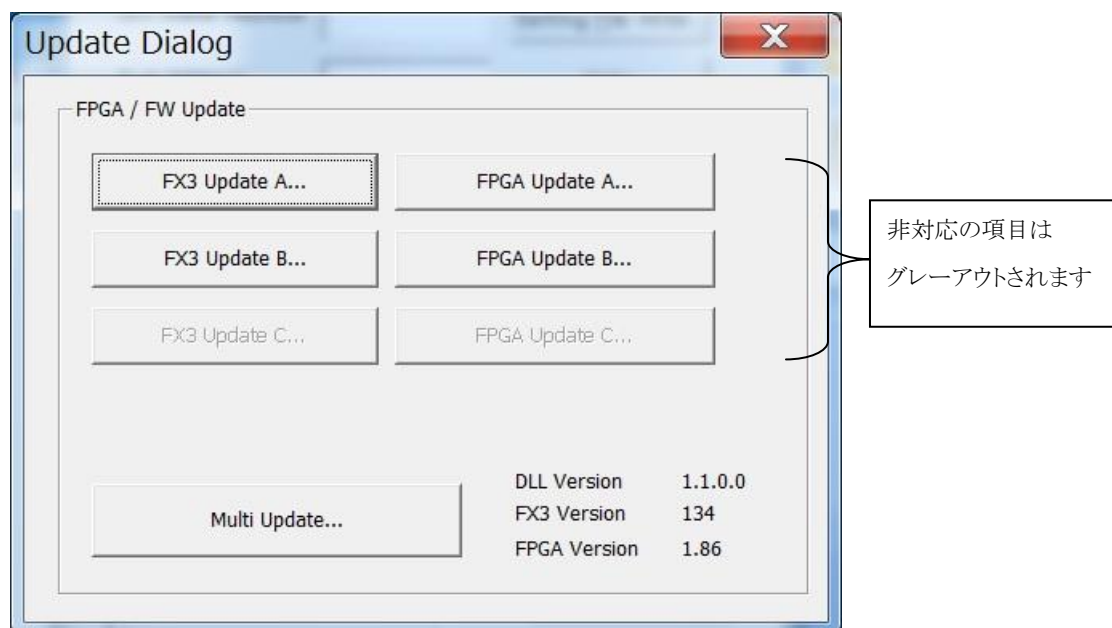 Update Dialog
FPGA / FW Update
FX3 Update A...
FPGA Update A...
FX3 Update B...
FPGA Update B...
FX3 Update C...
FPGA Update C...
非対応の項目は
グレーアウトされます
Multi Update...
DLL Version 1.1.0.0
FX3 Version 134
FPGA Version 1.86